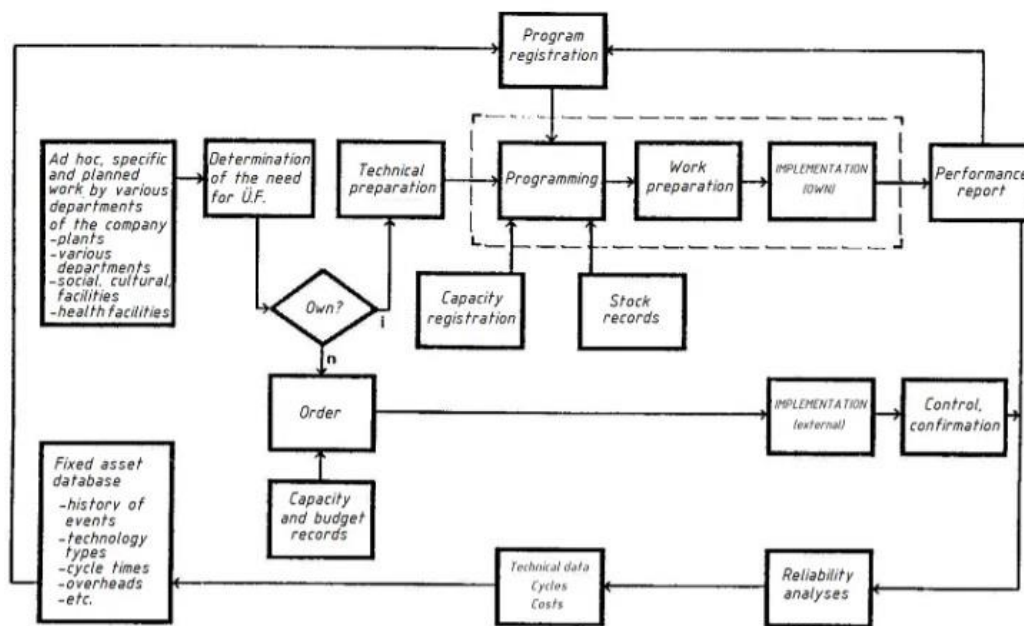 Program
registration
Ad hoc, specific
and planned
work by various
departments
of the company
-plants
-various
departments
-social, cultural,
facilities
-health facilities
Determination
of the need
for Ü.F.
Technical
preparation
Programming
Work
preparation
IMPLEMENTATION
(OWN)
Performance
report
Own?
i
n
Capacity
registration
Stock
records
Order
IMPLEMENTATION
(external)
Control,
confirmation
Capacity
and budget
records
Fixed asset
database
-history of
events
-technology
types
-cycle times
-overheads
-etc.
Technical data
Cycles
Costs
Reliability
analyses